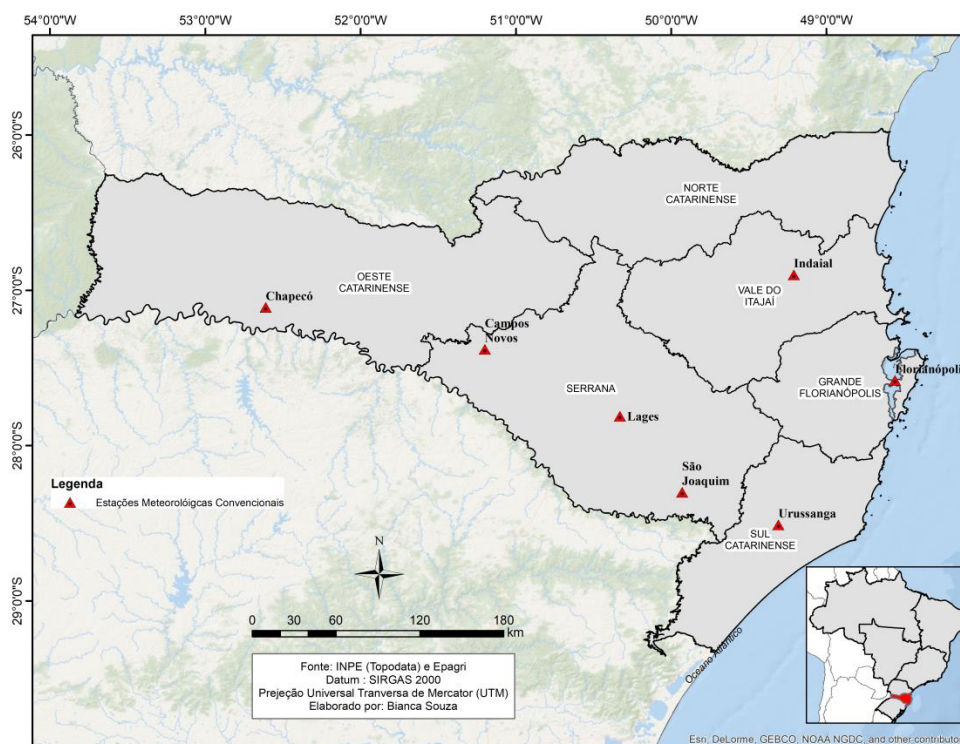 54°0'0"W
53°0'0"W
52°0'0"W
51°0'0"W
50°0'0"W
49°0'0"W
26°0'0"S
27°0'0"S
28°0'0"S
29°0'0"S
NORTE
CATARINENSE
Indaial
VALE DO
ITAJAÍ
OESTE
CATARINENSE
Chapecó
Campos
Novos
SERRANA
GRANDE
FLORIANÓPOLIS
Florianópoli
Lages
São
Joaquim
Urussanga
SUL
CATARINENSE
Legenda
Estações Meteorolóigcas Convencionais
N
0 30 60 120 180
km
Oceano Atlântico
Fonte: INPE (Topodata) e Epagri
Datum : SIRGAS 2000
Prejeção Universal Tranversa de Mercator (UTM)
Elaborado por: Bianca Souza
Esri, DeLorme, GEBCO, NOAA NGDC, and other contributo